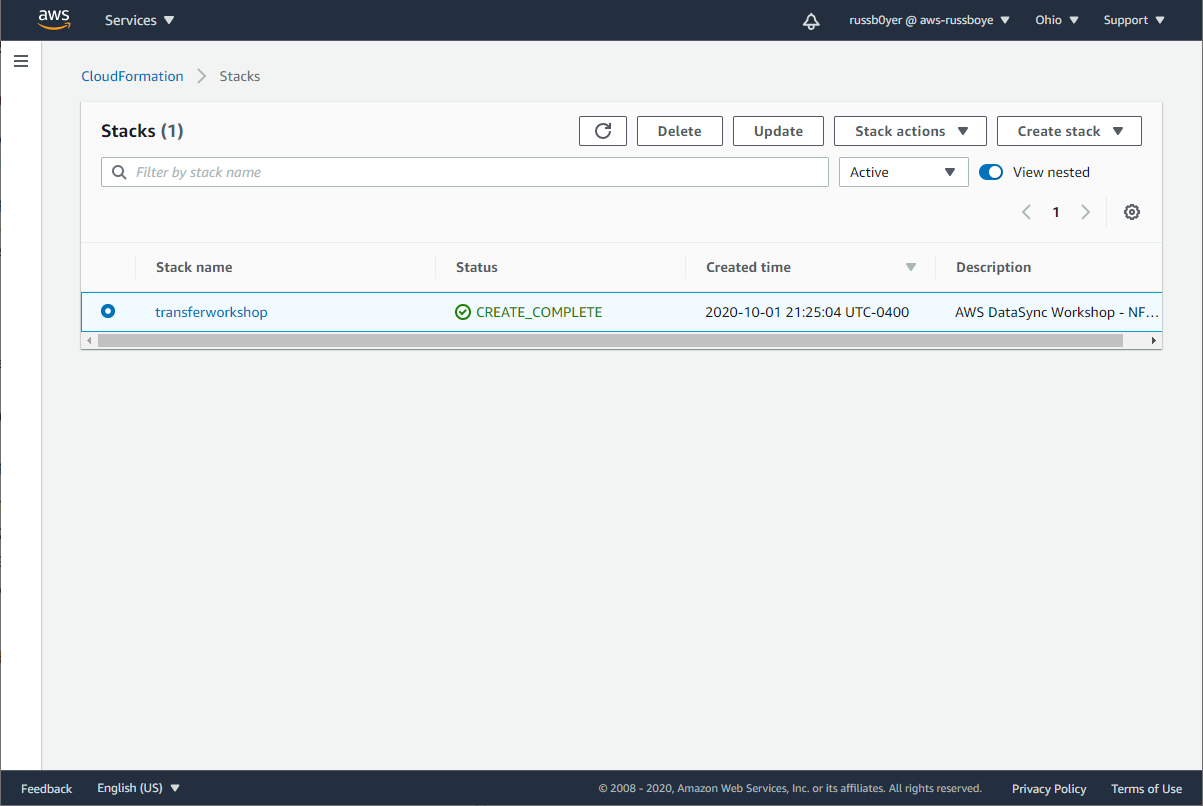 aws Services russb0yer @ aws-russboye Ohio Support
CloudFormation Stacks
Stacks (1) Delete Update Stack actions Create stack
Filter by stack name Active View nested
1
Stack name Status Created time Description
transferworkshop CREATE_COMPLETE 2020-10-01 21:25:04 UTC-0400 AWS DataSync Workshop - NF...
Feedback English (US) © 2008 - 2020, Amazon Web Services, Inc. or its affiliates. All rights reserved. Privacy Policy Terms of Use